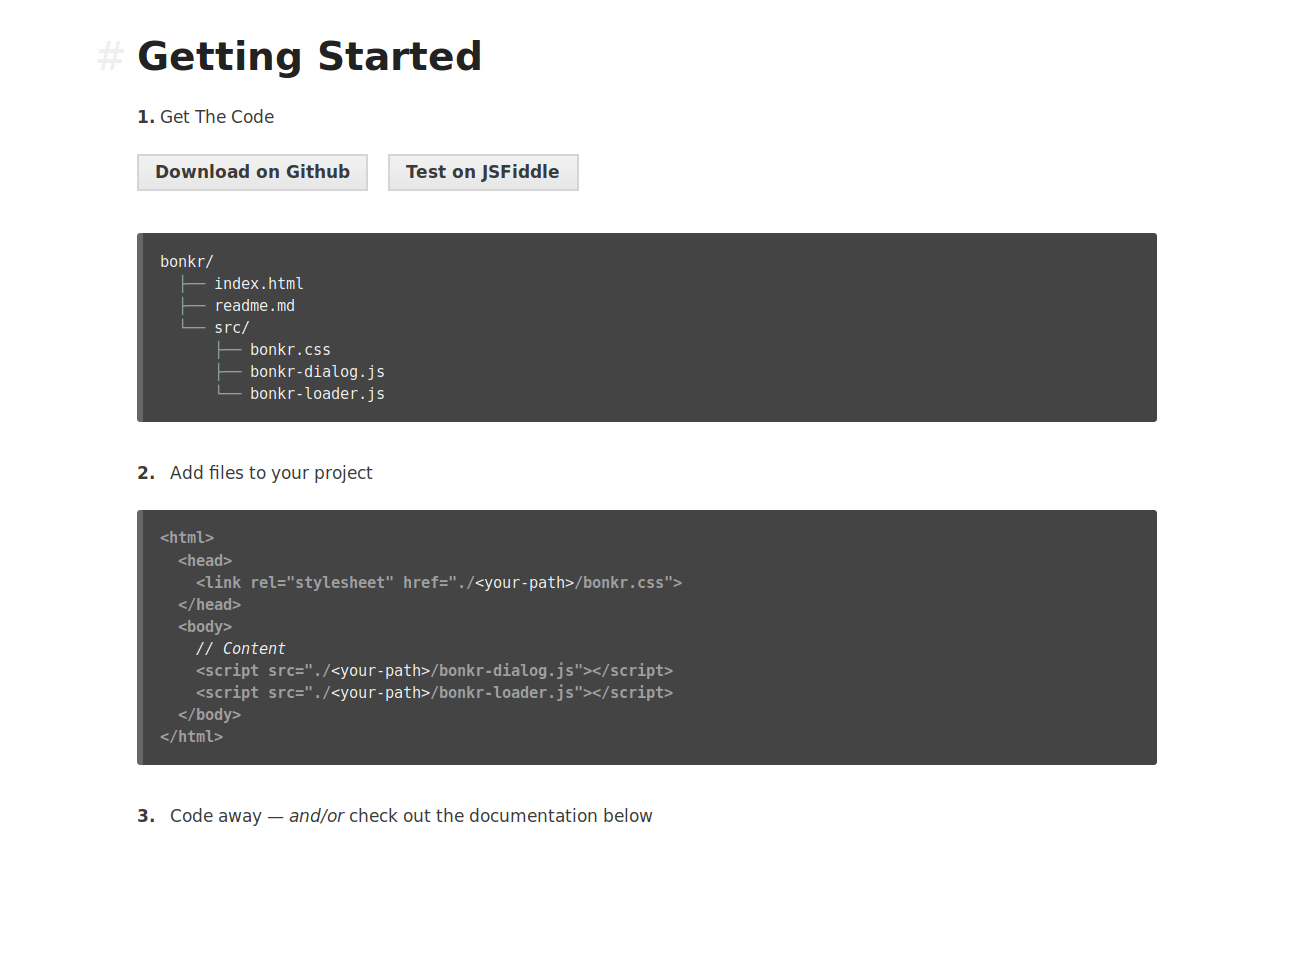 # Getting Started
1. Get The Code
Download on Github Test on JSFiddle
bonkr/
├── index.html
├── readme.md
└── src/
├── bonkr.css
├── bonkr-dialog.js
└── bonkr-loader.js
2. Add files to your project
<html>
<head>
<link rel="stylesheet" href="./<your-path>/bonkr.css">
</head>
<body>
// Content
<script src="./<your-path>/bonkr-dialog.js"></script>
<script src="./<your-path>/bonkr-loader.js"></script>
</body>
</html>
3. Code away — and/or check out the documentation below